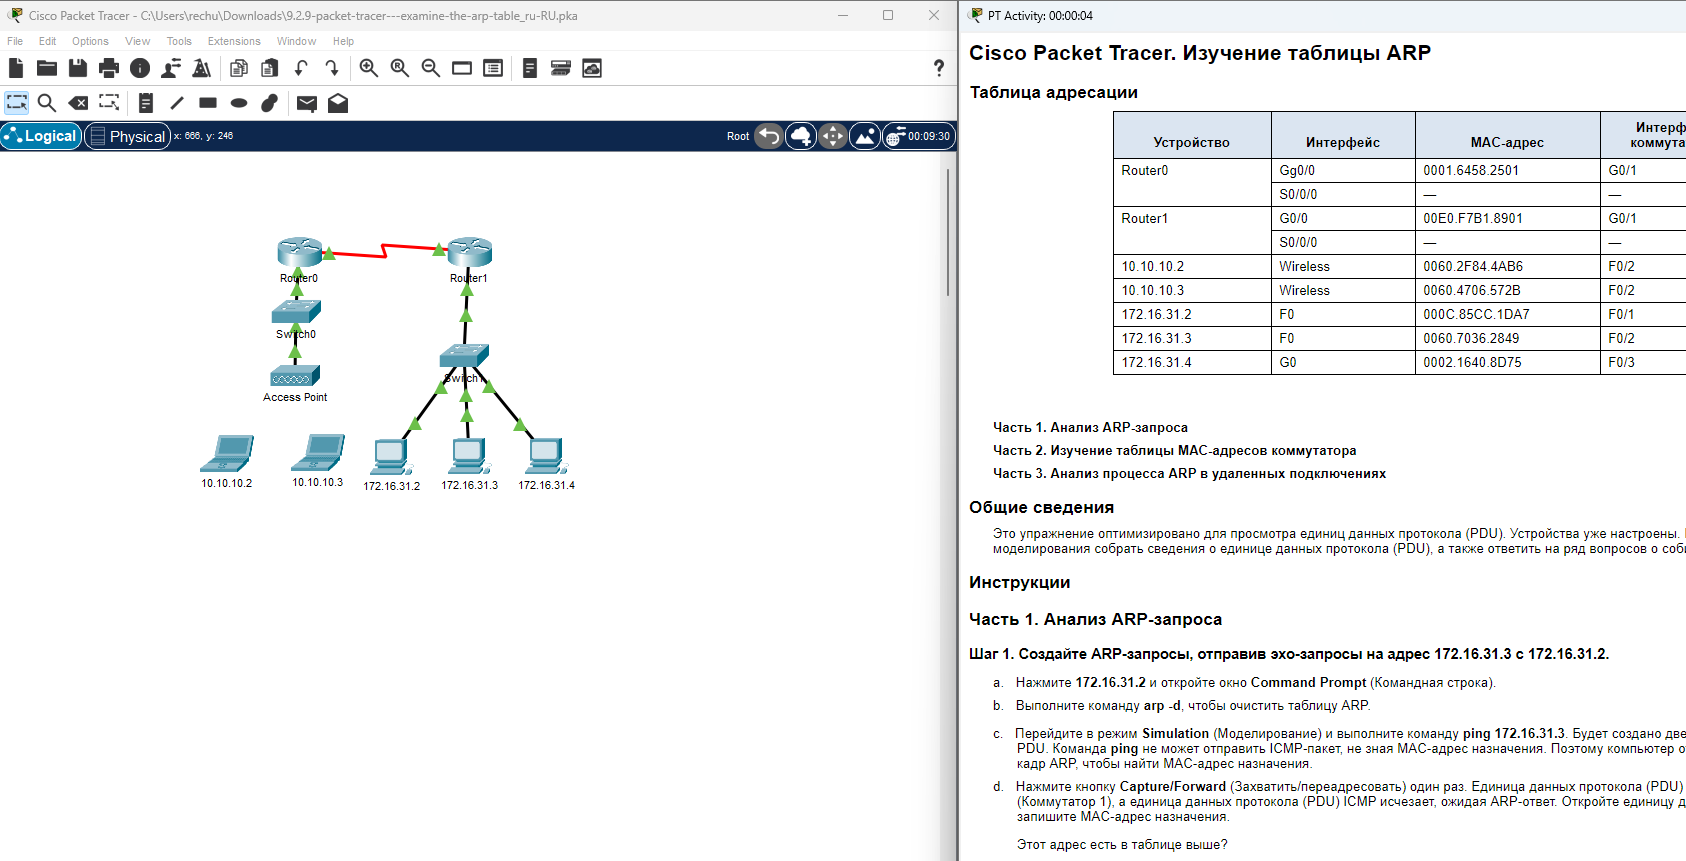 Cisco Packet Tracer - C:\Users\rechu\Downloads\9.2.9-packet-tracer---examine-the-arp-table_ru-RU.pka
File Edit Options View Tools Extensions Window Help
Logical Physical x: 666, y: 246 Root 00:09:30
Router0
Router1
Switch0
Switch1
Access Point
10.10.10.2
10.10.10.3
172.16.31.2
172.16.31.3
172.16.31.4
PT Activity: 00:00:04
Cisco Packet Tracer. Изучение таблицы ARP
Таблица адресации
Устройство Интерфейс MAC-адрес Интерф
коммута
Router0 Gg0/0 0001.6458.2501 G0/1
S0/0/0 — —
Router1 G0/0 00E0.F7B1.8901 G0/1
S0/0/0 — —
10.10.10.2 Wireless 0060.2F84.4AB6 F0/2
10.10.10.3 Wireless 0060.4706.572B F0/2
172.16.31.2 F0 000C.85CC.1DA7 F0/1
172.16.31.3 F0 0060.7036.2849 F0/2
172.16.31.4 G0 0002.1640.8D75 F0/3
Часть 1. Анализ ARP-запроса
Часть 2. Изучение таблицы MAC-адресов коммутатора
Часть 3. Анализ процесса ARP в удаленных подключениях
Общие сведения
Это упражнение оптимизировано для просмотра единиц данных протокола (PDU). Устройства уже настроены.
моделирования собрать сведения о единице данных протокола (PDU), а также ответить на ряд вопросов о соб
Инструкции
Часть 1. Анализ ARP-запроса
Шаг 1. Создайте ARP-запросы, отправив эхо-запросы на адрес 172.16.31.3 с 172.16.31.2.
a. Нажмите 172.16.31.2 и откройте окно Command Prompt (Командная строка).
b. Выполните команду arp -d, чтобы очистить таблицу ARP.
c. Перейдите в режим Simulation (Моделирование) и выполните команду ping 172.16.31.3. Будет создано две
PDU. Команда ping не может отправить ICMP-пакет, не зная MAC-адрес назначения. Поэтому компьютер о
кадр ARP, чтобы найти MAC-адрес назначения.
d. Нажмите кнопку Capture/Forward (Захватить/переадресовать) один раз. Единица данных протокола (PDU)
(Коммутатор 1), а единица данных протокола (PDU) ICMP исчезает, ожидая ARP-ответ. Откройте единицу д
запишите MAC-адрес назначения.
Этот адрес есть в таблице выше?